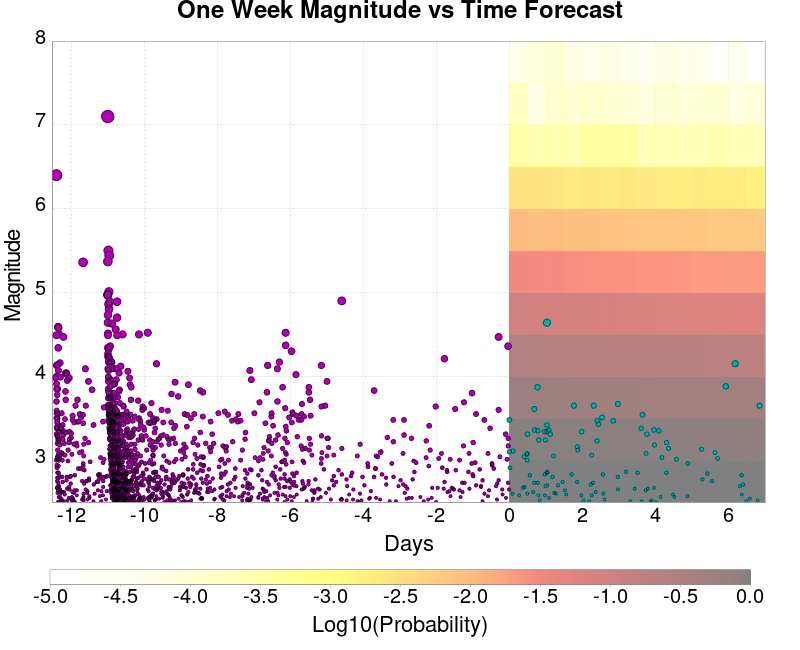 One Week Magnitude vs Time Forecast
8
7
6
5
4
3
Magnitude
-12 -10 -8 -6 -4 -2 0 2 4 6
Days
-5.0 -4.5 -4.0 -3.5 -3.0 -2.5 -2.0 -1.5 -1.0 -0.5 0.0
Log10(Probability)